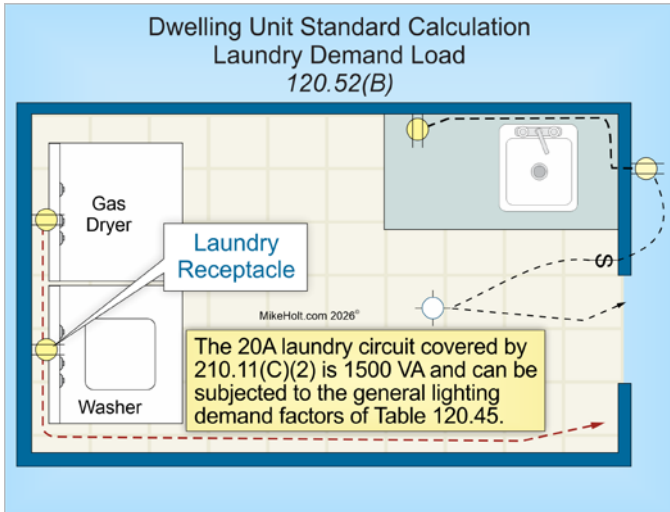 Dwelling Unit Standard Calculation
Laundry Demand Load
120.52(B)
Gas
Dryer
Laundry
Receptacle
S
MikeHolt.com 2026©
The 20A laundry circuit covered by
210.11(C)(2) is 1500 VA and can be
subjected to the general lighting
demand factors of Table 120.45.
Washer